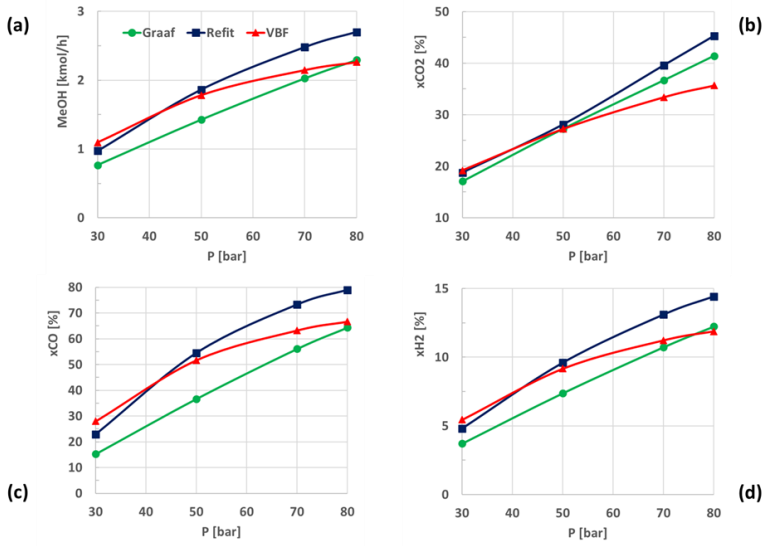 (a)
MeOH [kmol/h]
3
2
1
0
Graaf Refit VBF
30 40 50 60 70 80
P [bar]
(b)
xCO2 [%]
50
40
30
20
10
30 40 50 60 70 80
P [bar]
(c)
xCO [%]
80
70
60
50
40
30
20
10
0
30 40 50 60 70 80
P [bar]
(d)
xH2 [%]
15
10
5
0
30 40 50 60 70 80
P [bar]